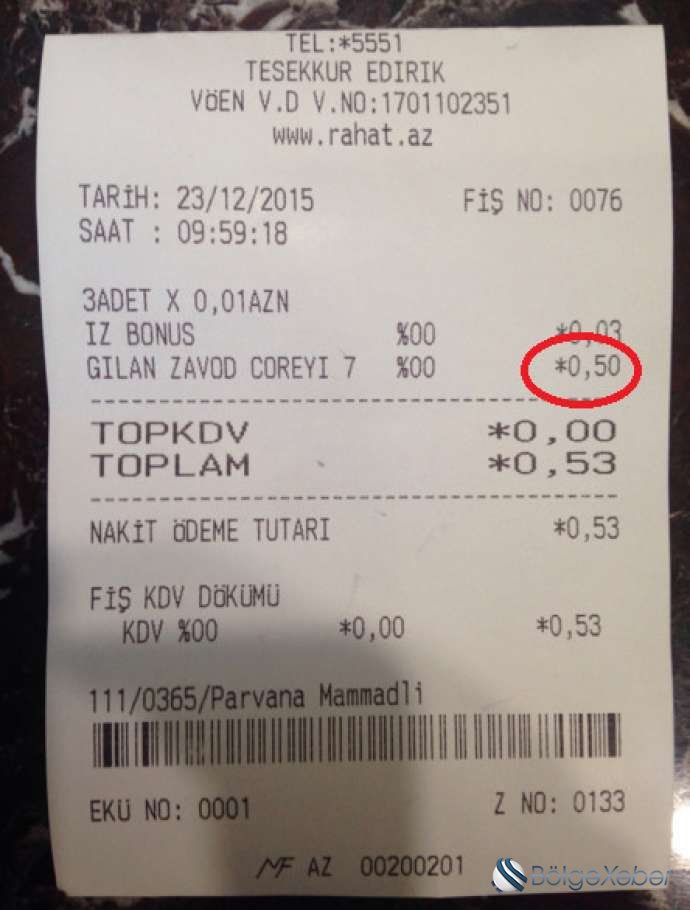 TEL:*5551
TESEKKUR EDIRIK
VÖEN V.D V.NO:1701102351
www.rahat.az
TARİH: 23/12/2015 FİŞ NO: 0076
SAAT : 09:59:18
3ADET X 0,01AZN
IZ BONUS %00 *0,03
GILAN ZAVOD COREYI 7 %00 *0,50
TOPKDV *0,00
TOPLAM *0,53
NAKİT ÖDEME TUTARI *0,53
FİŞ KDV DÖKÜMÜ
KDV %00 *0,00 *0,53
111/0365/Parvana Mammadli
EKÜ NO: 0001 Z NO: 0133
MF AZ 00200201
BölgəXəbər